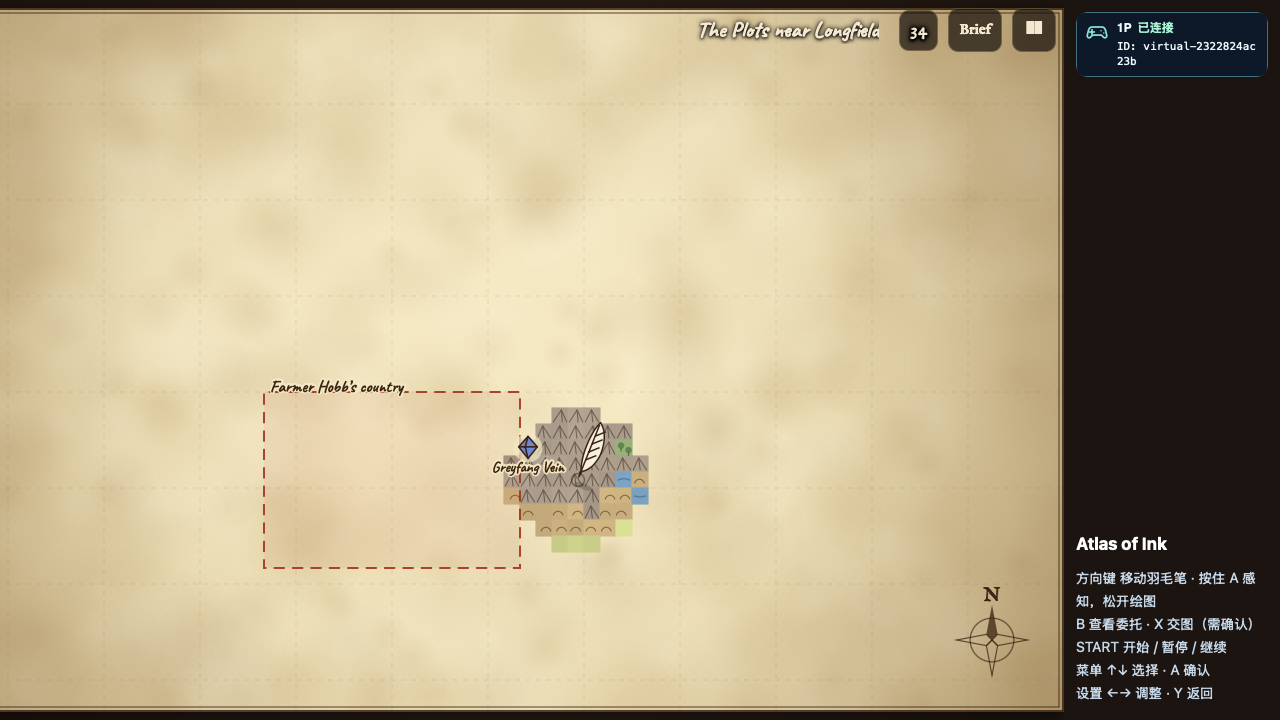 The Plots near Longfield
34
Brief
1P 已连接
ID: virtual-2322824ac
23b
Farmer Hobb's country
Greyfang Vein
N
Atlas of Ink
方向键 移动羽毛笔 · 按住 A 感
知，松开绘图
B 查看委托 · X 交图（需确认）
START 开始 / 暂停 / 继续
菜单 ↑↓ 选择 · A 确认
设置 ←→ 调整 · Y 返回